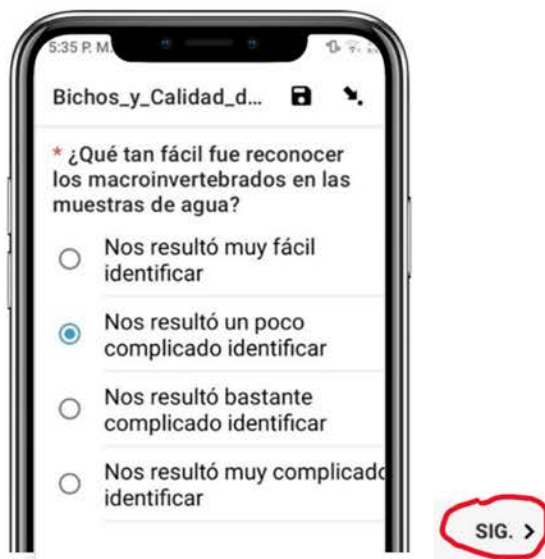 5:35 P. M.
Bichos_y_Calidad_d...
* ¿Qué tan fácil fue reconocer
los macroinvertebrados en las
muestras de agua?
Nos resultó muy fácil
identificar
Nos resultó un poco
complicado identificar
Nos resultó bastante
complicado identificar
Nos resultó muy complicado
identificar
SIG. >